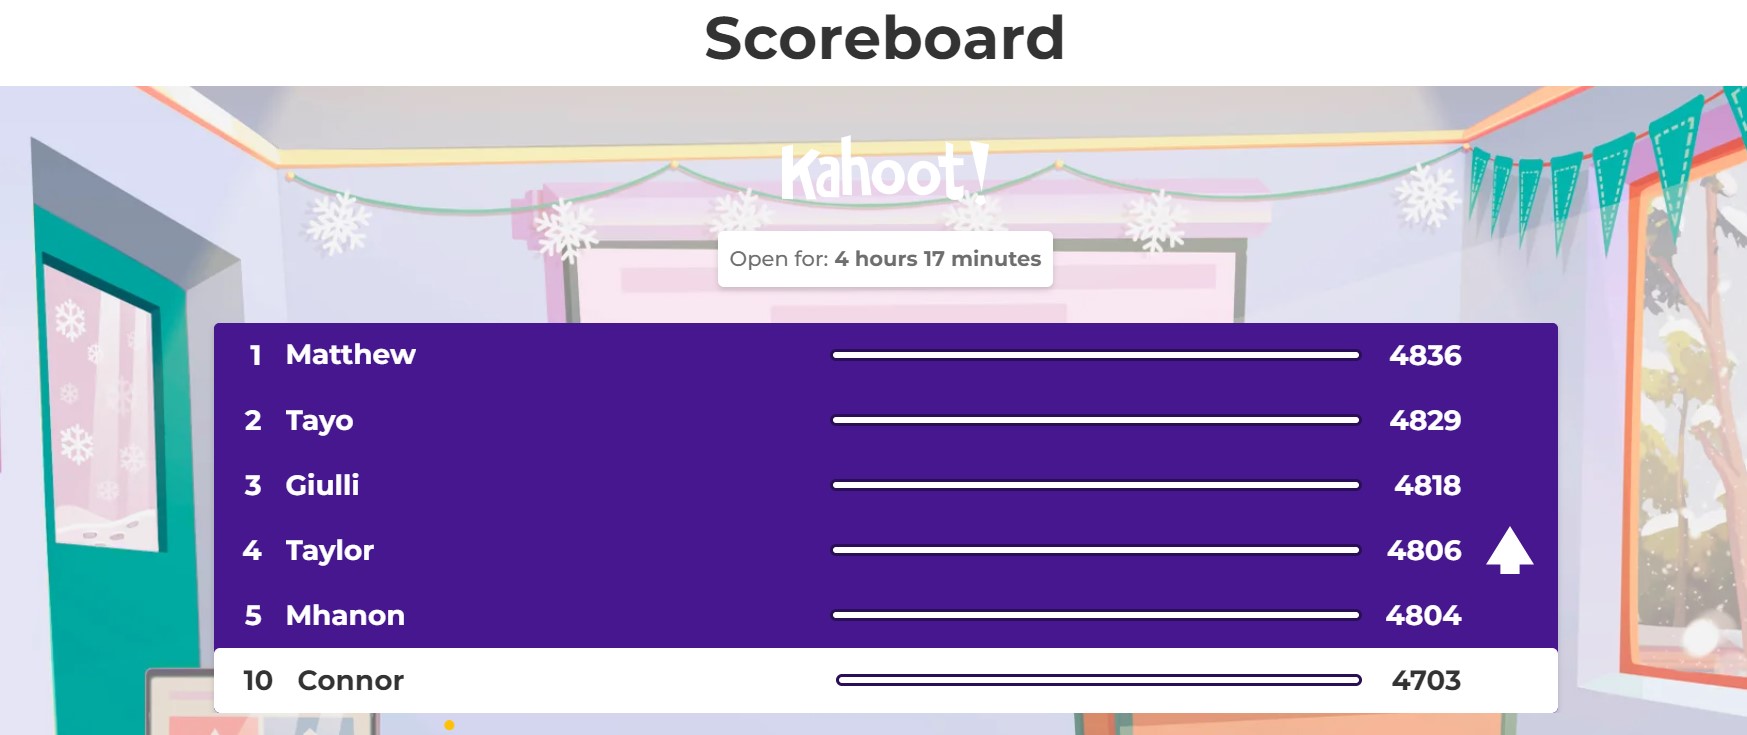 Scoreboard
Kahoot!
Open for: 4 hours 17 minutes
1 Matthew 4836
2 Tayo 4829
3 Giulli 4818
4 Taylor 4806
5 Mhanon 4804
10 Connor 4703